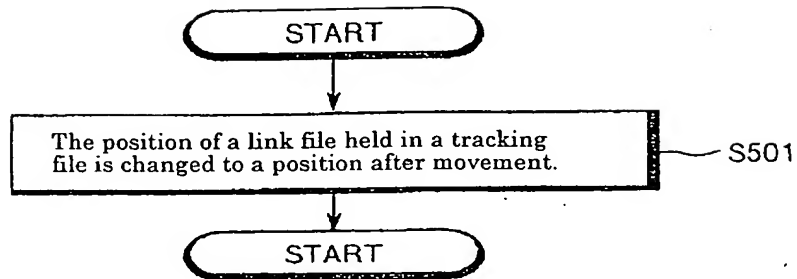 START
The position of a link file held in a tracking
file is changed to a position after movement.
S501
START